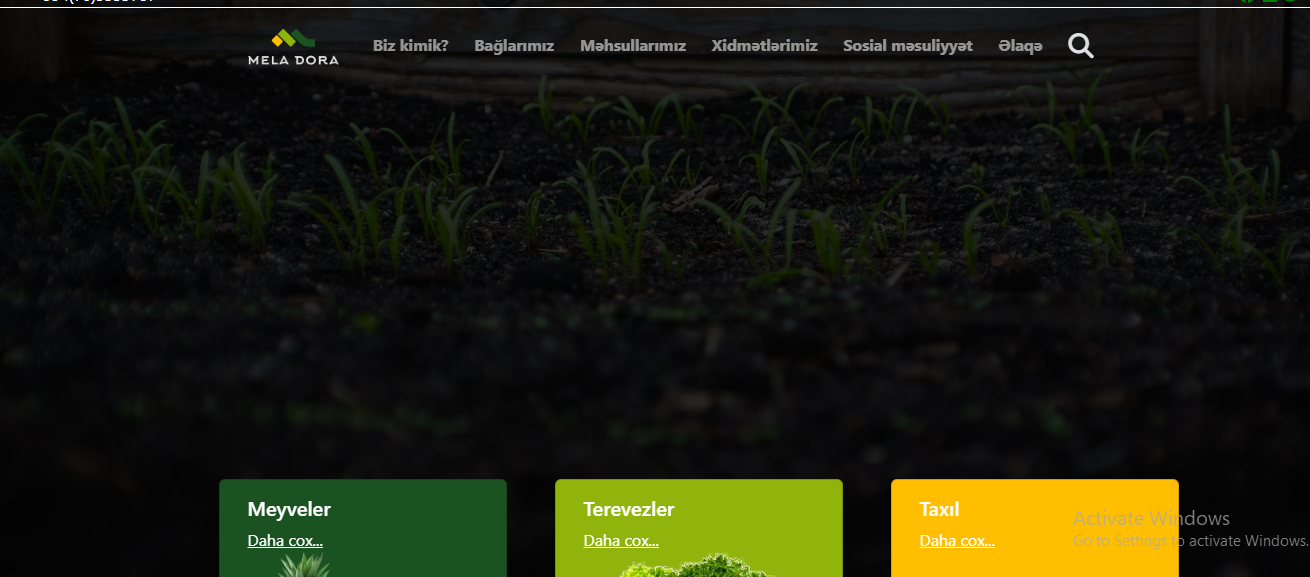 MELA DORA
Biz kimik? Bağlarımız Məhsullarımız Xidmətlərimiz Sosial məsuliyyət Əlaqə
Meyveler
Daha cox...
Terevezler
Daha cox...
Taxıl
Daha cox...
Activate Windows
Go to Settings to activate Windows.